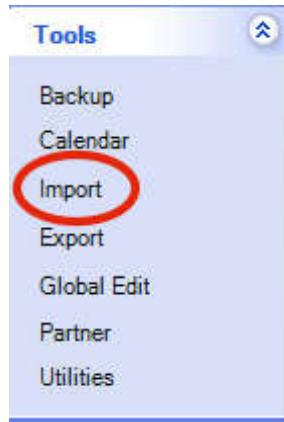 Tools
Backup
Calendar
Import
Export
Global Edit
Partner
Utilities